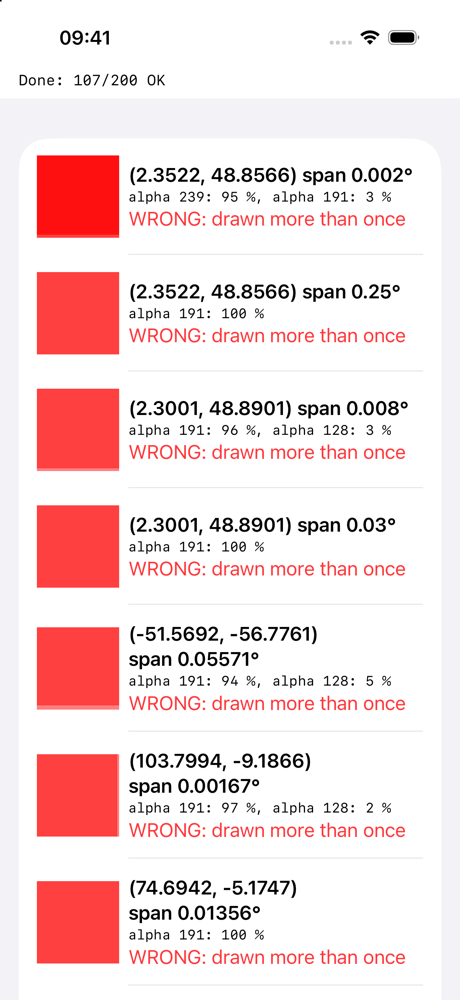 09:41
Done: 107/200 OK
(2.3522, 48.8566) span 0.002°
alpha 239: 95 %, alpha 191: 3 %
WRONG: drawn more than once
(2.3522, 48.8566) span 0.25°
alpha 191: 100 %
WRONG: drawn more than once
(2.3001, 48.8901) span 0.008°
alpha 191: 96 %, alpha 128: 3 %
WRONG: drawn more than once
(2.3001, 48.8901) span 0.03°
alpha 191: 100 %
WRONG: drawn more than once
(-51.5692, -56.7761)
span 0.05571°
alpha 191: 94 %, alpha 128: 5 %
WRONG: drawn more than once
(103.7994, -9.1866)
span 0.00167°
alpha 191: 97 %, alpha 128: 2 %
WRONG: drawn more than once
(74.6942, -5.1747)
span 0.01356°
alpha 191: 100 %
WRONG: drawn more than once